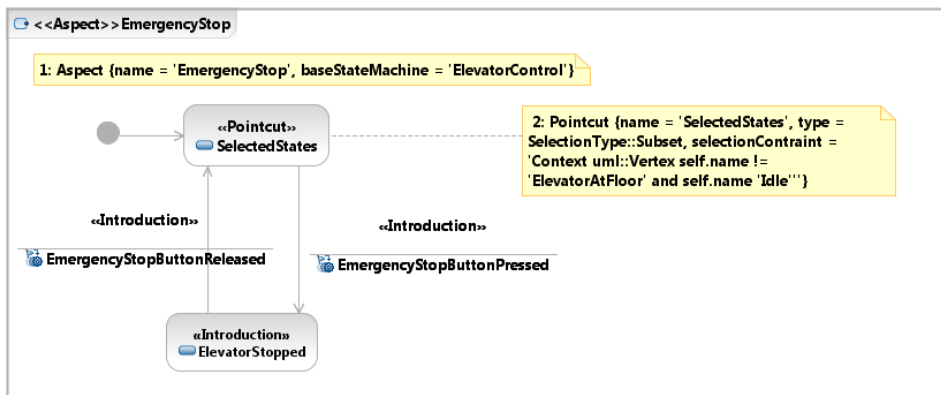 <<Aspect>>EmergencyStop
1: Aspect {name = 'EmergencyStop', baseStateMachine = 'ElevatorControl'}
«Pointcut»
SelectedStates
2: Pointcut {name = 'SelectedStates', type =
SelectionType::Subset, selectionContraint =
'Context uml::Vertex self.name !=
'ElevatorAtFloor' and self.name 'Idle'''}
«Introduction»
EmergencyStopButtonReleased
«Introduction»
EmergencyStopButtonPressed
«Introduction»
ElevatorStopped